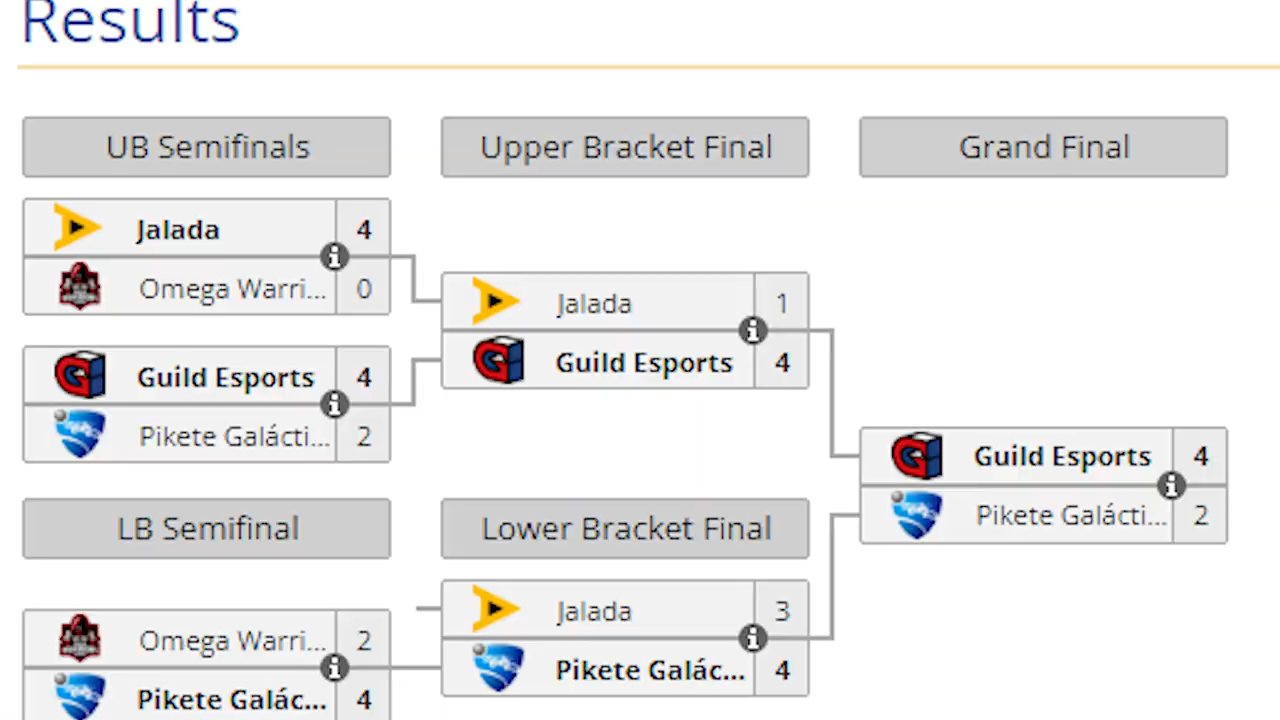 Results
UB Semifinals
Upper Bracket Final
Grand Final
Jalada 4
Omega Warri... 0
Jalada 1
Guild Esports 4
Guild Esports 4
Pikete Galácti... 2
Guild Esports 4
Pikete Galácti... 2
LB Semifinal
Lower Bracket Final
Jalada 3
Pikete Galác... 4
Omega Warri... 2
Pikete Galác... 4